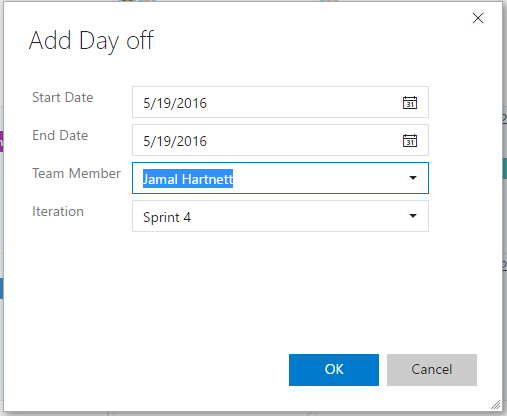 Add Day off
Start Date 5/19/2016
End Date 5/19/2016
Team Member Jamal Hartnett
Iteration Sprint 4
OK Cancel